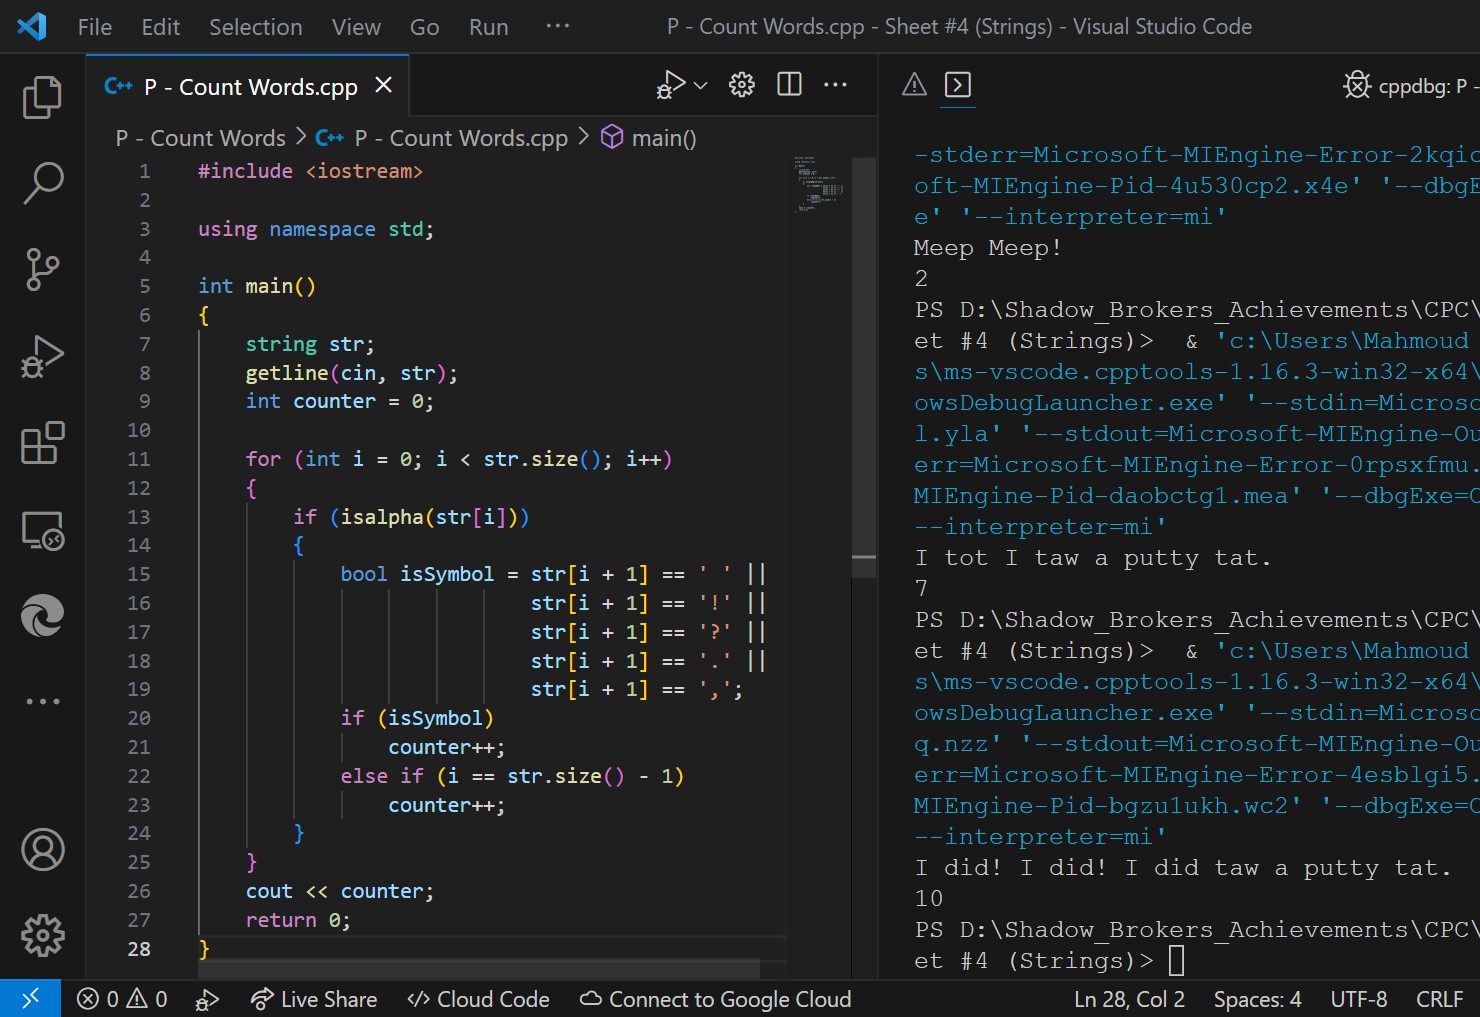 File Edit Selection View Go Run ··· P - Count Words.cpp - Sheet #4 (Strings) - Visual Studio Code
C++ P - Count Words.cpp
cppdbg: P -
P - Count Words > C++ P - Count Words.cpp > main()
1 #include <iostream>
2
3 using namespace std;
4
5 int main()
6 {
7 string str;
8 getline(cin, str);
9 int counter = 0;
10
11 for (int i = 0; i < str.size(); i++)
12 {
13 if (isalpha(str[i]))
14 {
15 bool isSymbol = str[i + 1] == ' ' ||
16 str[i + 1] == '!' ||
17 str[i + 1] == '?' ||
18 str[i + 1] == '.' ||
19 str[i + 1] == ',';
20 if (isSymbol)
21 counter++;
22 else if (i == str.size() - 1)
23 counter++;
24 }
25 }
26 cout << counter;
27 return 0;
28 }
-stderr=Microsoft-MIEngine-Error-2kqic
oft-MIEngine-Pid-4u530cp2.x4e' '--dbgE
e' '--interpreter=mi'
Meep Meep!
2
PS D:\Shadow_Brokers_Achievements\CPC\
et #4 (Strings)> & 'c:\Users\Mahmoud
s\ms-vscode.cpptools-1.16.3-win32-x64\
owsDebugLauncher.exe' '--stdin=Microsc
l.yla' '--stdout=Microsoft-MIEngine-Ou
err=Microsoft-MIEngine-Error-0rpsxfmu.
MIEngine-Pid-daobctg1.mea' '--dbgExe=C
--interpreter=mi'
I tot I taw a putty tat.
7
PS D:\Shadow_Brokers_Achievements\CPC\
et #4 (Strings)> & 'c:\Users\Mahmoud
s\ms-vscode.cpptools-1.16.3-win32-x64\
owsDebugLauncher.exe' '--stdin=Microsc
q.nzz' '--stdout=Microsoft-MIEngine-Ou
err=Microsoft-MIEngine-Error-4esblgi5.
MIEngine-Pid-bgzu1ukh.wc2' '--dbgExe=C
--interpreter=mi'
I did! I did! I did taw a putty tat.
10
PS D:\Shadow_Brokers_Achievements\CPC\
et #4 (Strings)>
0 0 Live Share Cloud Code Connect to Google Cloud Ln 28, Col 2 Spaces: 4 UTF-8 CRLF